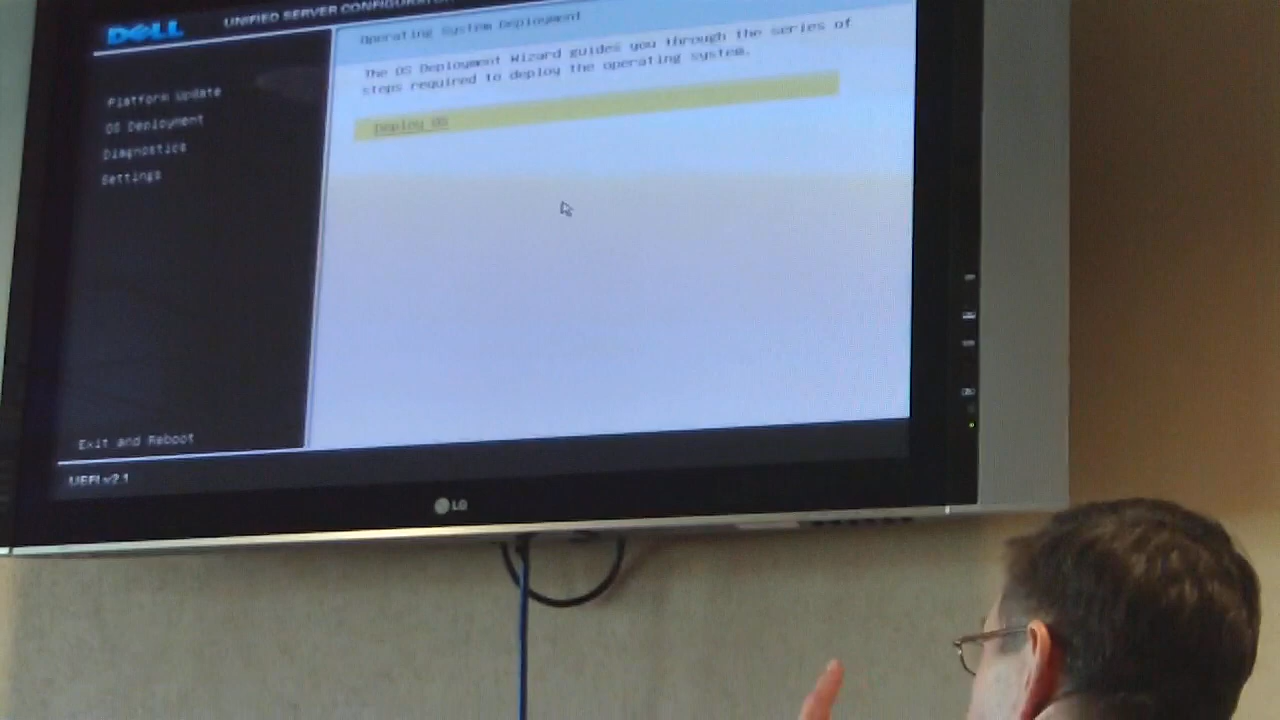 DELL
UNIFIED SERVER CONFIGURATOR
Operating System Deployment
The OS Deployment Wizard guides you through the series of
steps required to deploy the operating system.
Deploy OS
Platform Update
OS Deployment
Diagnostics
Settings
Exit and Reboot
UEFI v2.1
LG